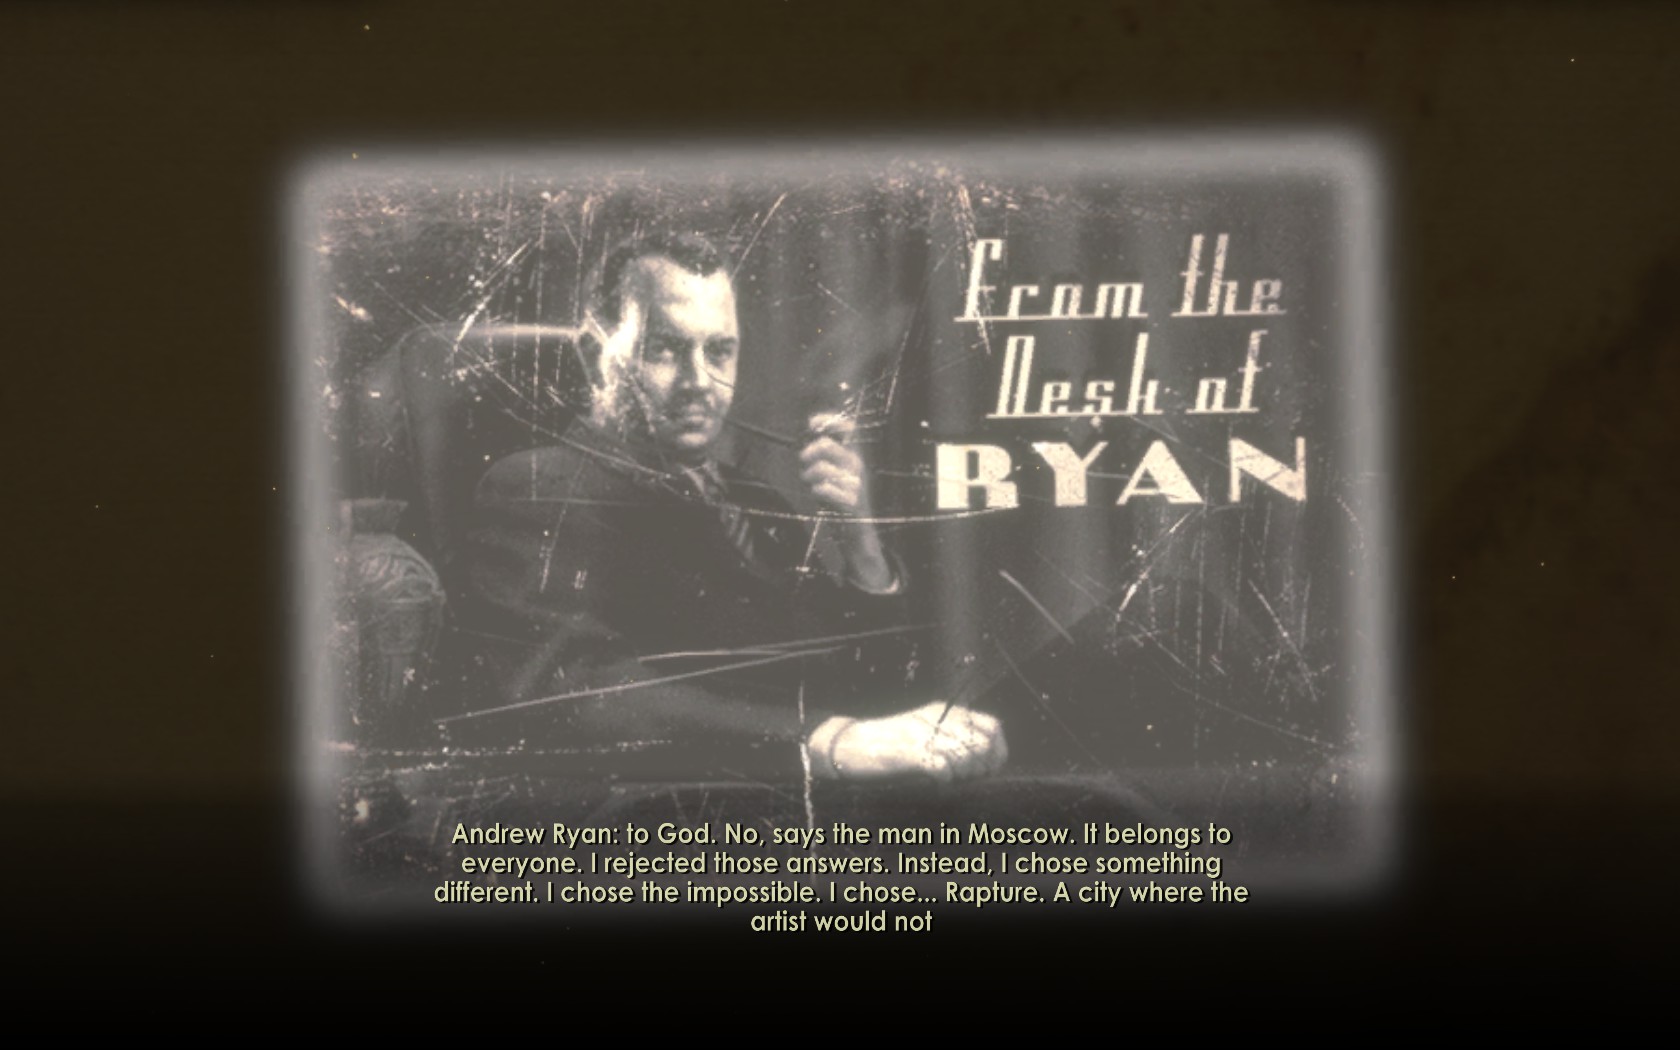 From the
Desk of
RYAN
Andrew Ryan: to God. No, says the man in Moscow. It belongs to
everyone. I rejected those answers. Instead, I chose something
different. I chose the impossible. I chose... Rapture. A city where the
artist would not